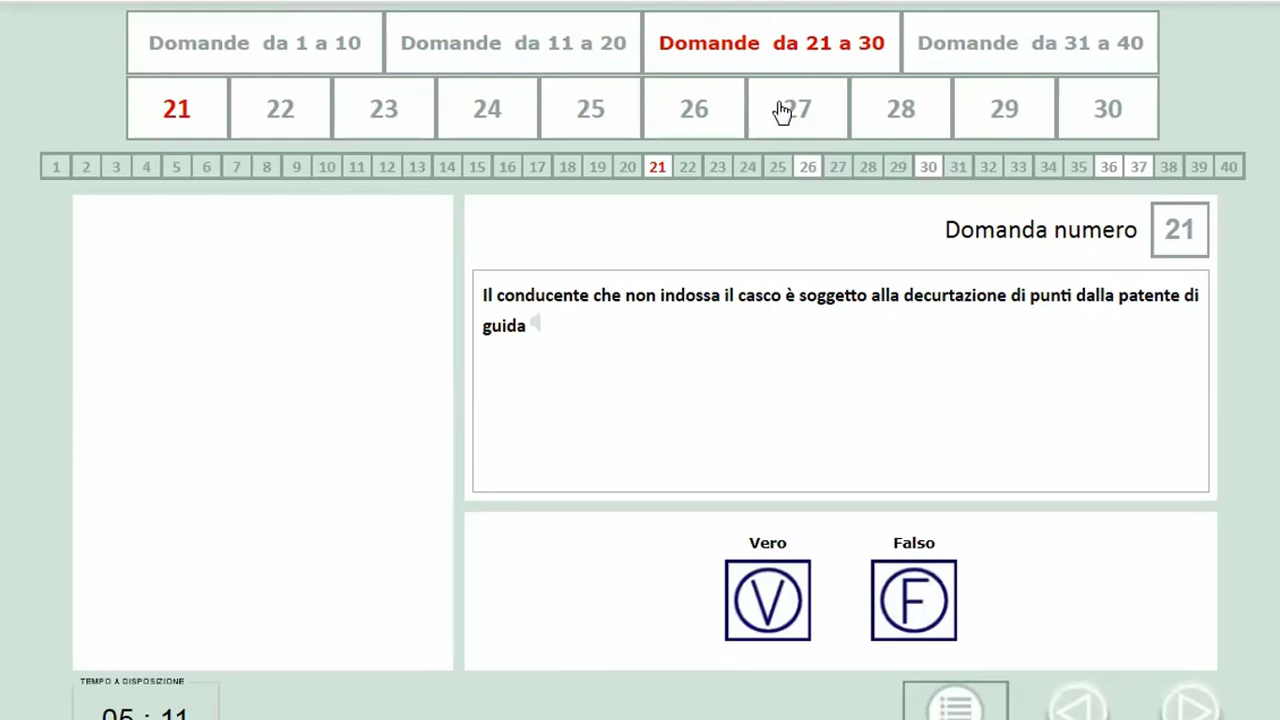 Domande da 1 a 10 Domande da 11 a 20 Domande da 21 a 30 Domande da 31 a 40
21 22 23 24 25 26 27 28 29 30
1 2 3 4 5 6 7 8 9 10 11 12 13 14 15 16 17 18 19 20 21 22 23 24 25 26 27 28 29 30 31 32 33 34 35 36 37 38 39 40
Domanda numero 21
Il conducente che non indossa il casco è soggetto alla decurtazione di punti dalla patente di
guida
Vero Falso
V F
TEMPO A DISPOSIZIONE
05 : 11